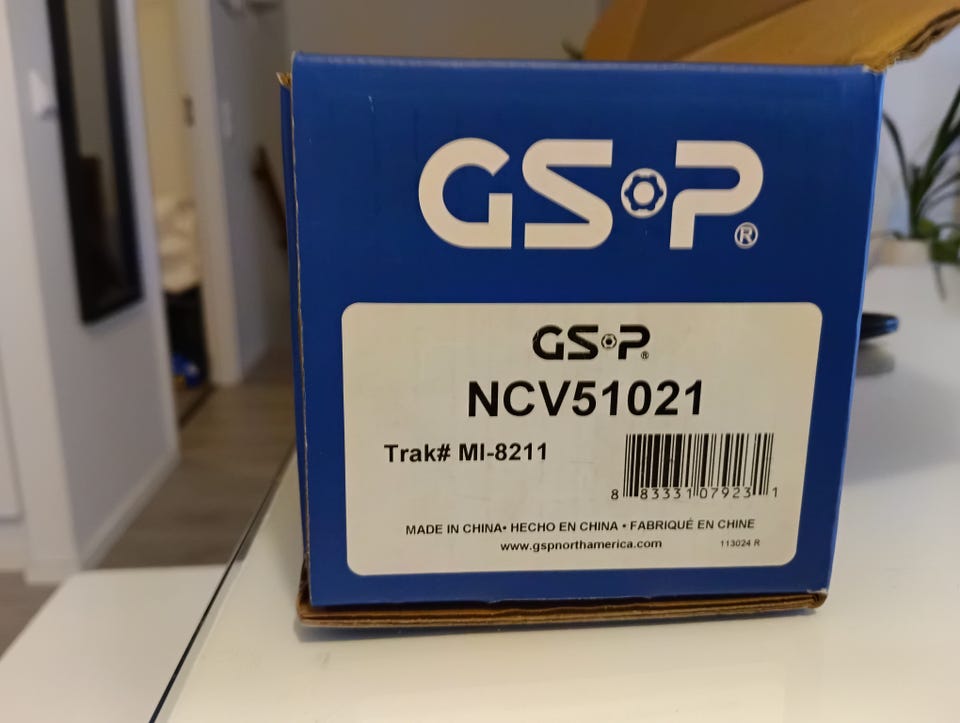 GSP®
GSP®
NCV51021
Trak# MI-8211
8 83331 07923 1
MADE IN CHINA• HECHO EN CHINA • FABRIQUÉ EN CHINE
www.gspnorthamerica.com
113024 R